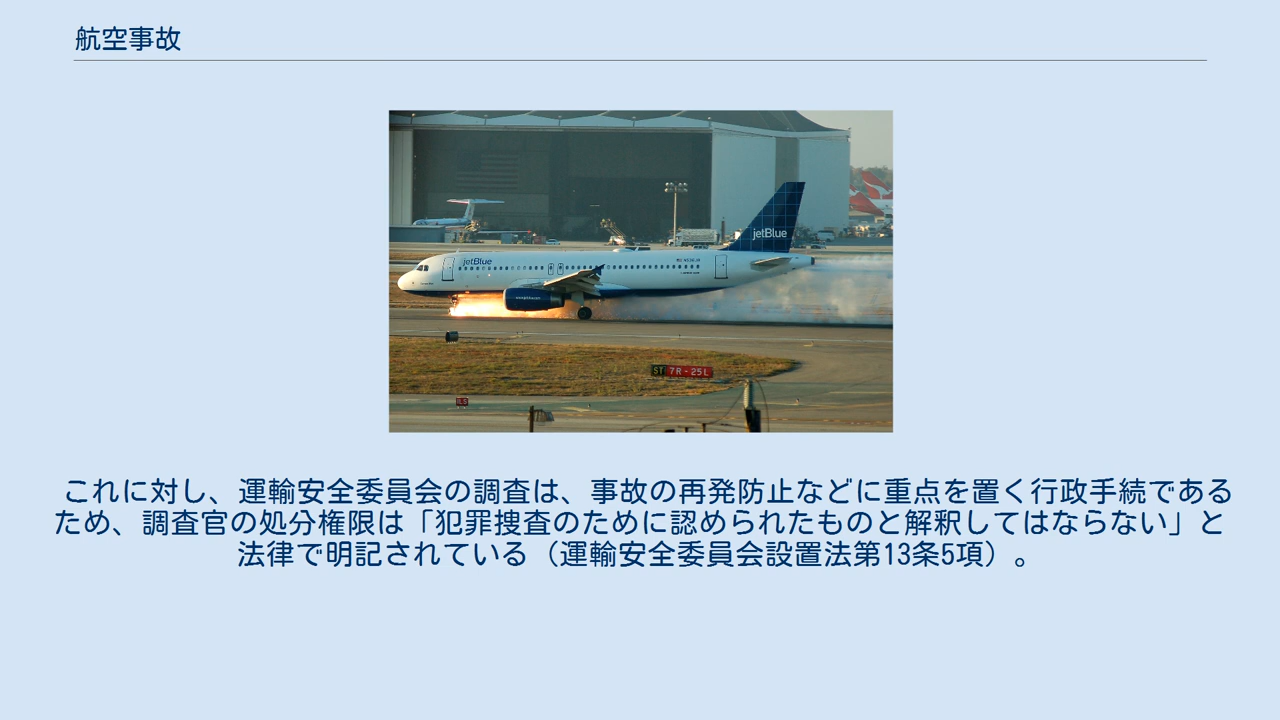 航空事故
jetBlue
jetBlue
7R-25L
これに対し、運輸安全委員会の調査は、事故の再発防止などに重点を置く行政手続である
ため、調査官の処分権限は「犯罪捜査のために認められたものと解釈してはならない」と
法律で明記されている（運輸安全委員会設置法第13条5項）。